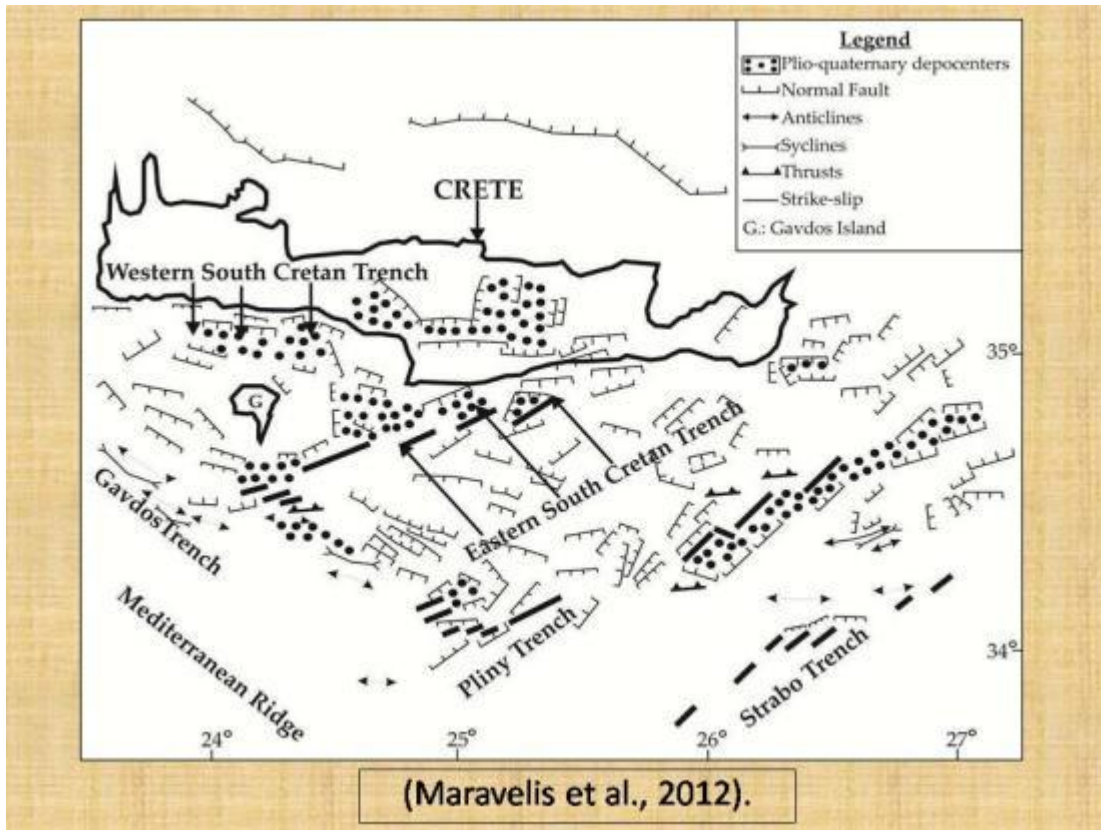 Legend
Plio-quaternary depocenters
Normal Fault
Anticlines
Syclines
Thrusts
Strike-slip
G.: Gavdos Island
CRETE
Western South Cretan Trench
35°
G
Eastern South Cretan Trench
GavdosTrench
Mediterranean Ridge
Pliny Trench
Strabo Trench
34°
24°
25°
26°
27°
(Maravelis et al., 2012).